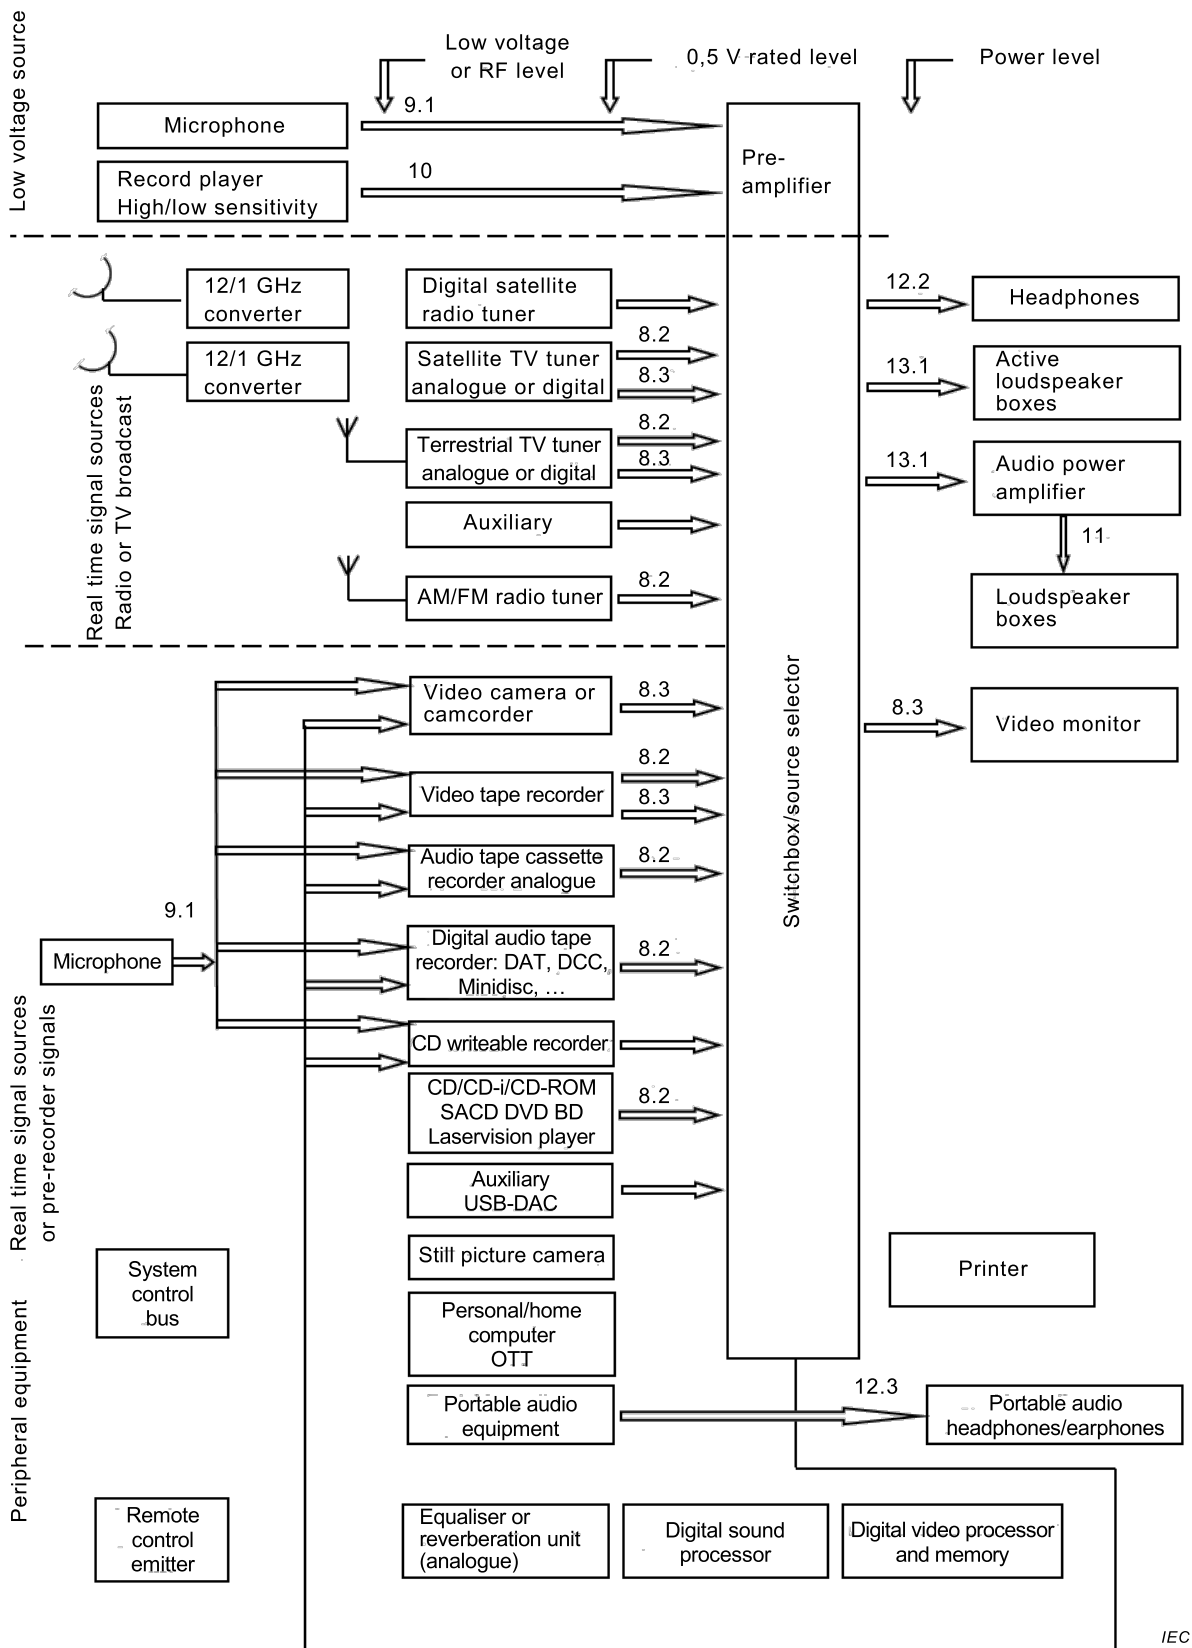 Low voltage source
Low voltage
or RF level
0,5 V rated level
Power level
Microphone
9.1
Record player
High/low sensitivity
10
Pre-
amplifier
Real time signal sources
Radio or TV broadcast
12/1 GHz
converter
Digital satellite
radio tuner
12.2
Headphones
12/1 GHz
converter
Satellite TV tuner
analogue or digital
8.2
8.3
13.1
Active
loudspeaker
boxes
Terrestrial TV tuner
analogue or digital
8.2
8.3
13.1
Audio power
amplifier
Auxiliary
11
AM/FM radio tuner
8.2
Loudspeaker
boxes
Switchbox/source selector
Video camera or
camcorder
8.3
8.3
Video monitor
Video tape recorder
8.2
8.3
Audio tape cassette
recorder analogue
8.2
9.1
Microphone
Digital audio tape
recorder: DAT, DCC,
Minidisc, …
8.2
Real time signal sources
or pre-recorder signals
CD writeable recorder
CD/CD-i/CD-ROM
SACD DVD BD
Laservision player
8.2
Auxiliary
USB-DAC
Still picture camera
System
control
bus
Printer
Peripheral equipment
Personal/home
computer
OTT
Portable audio
equipment
12.3
Portable audio
headphones/earphones
Remote
control
emitter
Equaliser or
reverberation unit
(analogue)
Digital sound
processor
Digital video processor
and memory
IEC